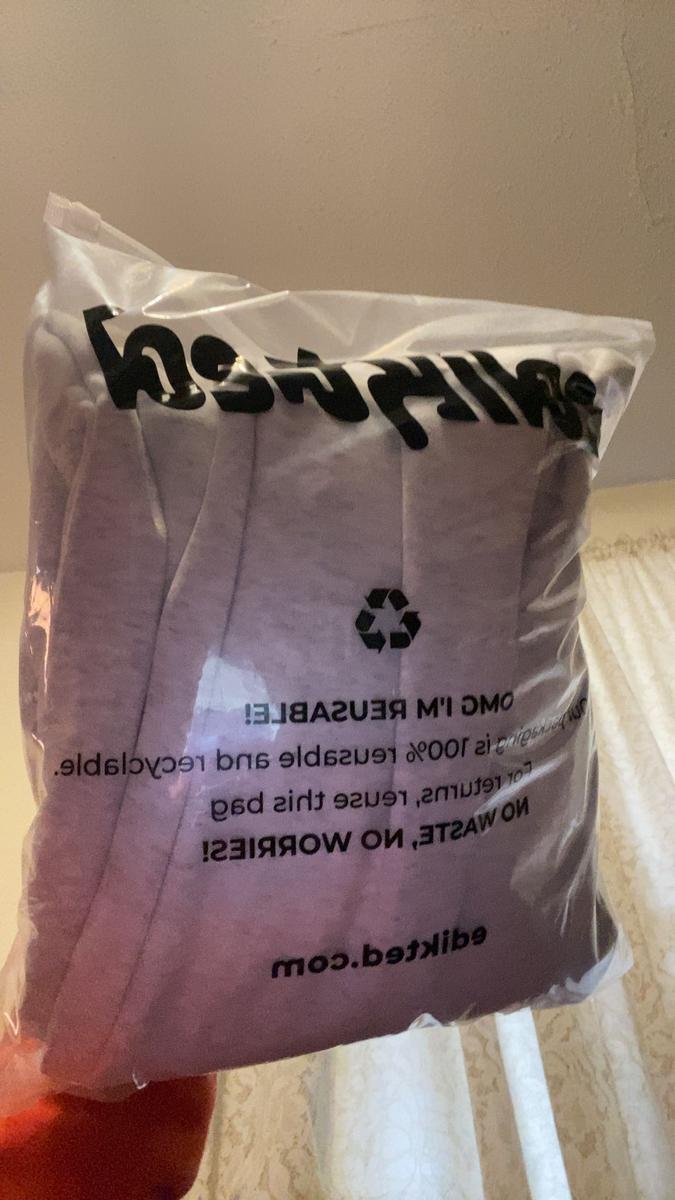 edikted
OMG I'M REUSABLE!
Our packaging is 100% reusable and recyclable.
For returns, reuse this bag
NO WASTE, NO WORRIES!
edikted.com